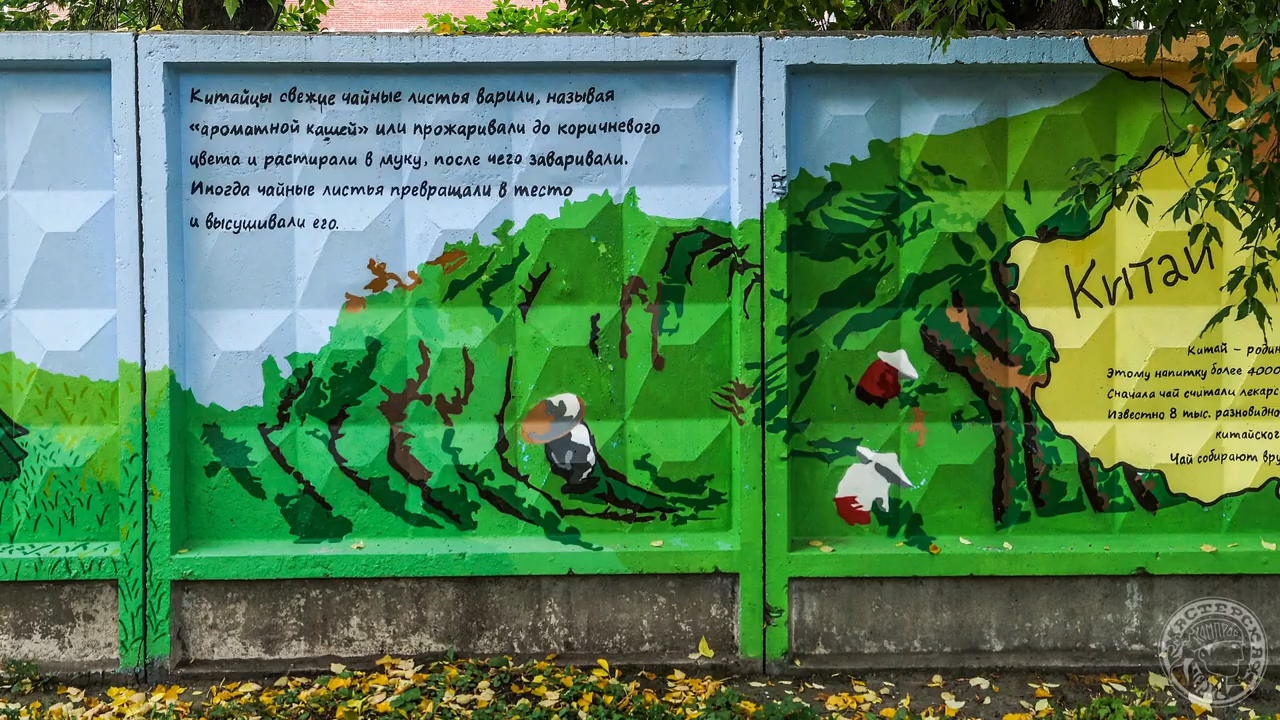 Китайцы свежие чайные листья варили, называя
«ароматной кашей» или прожаривали до коричневого
цвета и растирали в муку, после чего заваривали.
Иногда чайные листья превращали в тесто
и высушивали его.
Китай
Китай – родин
Этому напитку более 4000
Сначала чай считали лекарс
Известно 8 тыс. разновидно
китайског
Чай собирают вру